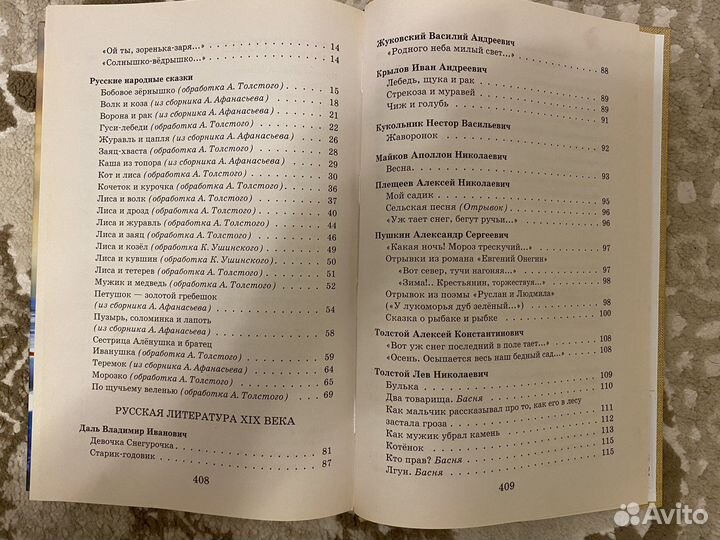 «Ой ты, зоренька-заря...» 14
«Солнышко-вёдрышко...» 14
Русские народные сказки
Бобовое зёрнышко (обработка А. Толстого) 15
Волк и коза (из сборника А. Афанасьева) 18
Ворона и рак (из сборника А. Афанасьева) 21
Гуси-лебеди (обработка А. Толстого) 22
Журавль и цапля (из сборника А. Афанасьева) 26
Заяц-хваста (обработка А. Толстого) 28
Каша из топора (из сборника А. Афанасьева) 29
Кот и лиса (обработка А. Толстого) 30
Кочеток и курочка (обработка А. Толстого) 36
Лиса и волк (обработка А. Толстого) 37
Лиса и дрозд (обработка А. Толстого) 40
Лиса и журавль (обработка А. Толстого) 44
Лиса и заяц (обработка А. Толстого) 46
Лиса и козёл (обработка К. Ушинского) 49
Лиса и кувшин (обработка К. Ушинского) 50
Лиса и тетерев (обработка А. Толстого) 51
Мужик и медведь (обработка А. Толстого) 52
Петушок — золотой гребешок
(из сборника А. Афанасьева) 54
Пузырь, соломинка и лапоть
(из сборника А. Афанасьева) 58
Сестрица Алёнушка и братец
Иванушка (обработка А. Толстого) 59
Теремок (из сборника А. Афанасьева) 64
Морозко (обработка А. Толстого) 65
По щучьему веленью (обработка А. Толстого) 69
РУССКАЯ ЛИТЕРАТУРА XIX ВЕКА
Даль Владимир Иванович
Девочка Снегурочка 81
Старик-годовик 87
408
Жуковский Василий Андреевич
«Родного неба милый свет...» 88
Крылов Иван Андреевич
Лебедь, щука и рак 89
Стрекоза и муравей 89
Чиж и голубь 91
Кукольник Нестор Васильевич
Жаворонок 92
Майков Аполлон Николаевич
Весна 93
Плещеев Алексей Николаевич
Мой садик 95
Сельская песня (Отрывок) 96
«Уж тает снег, бегут ручьи...» 96
Пушкин Александр Сергеевич
«Какая ночь! Мороз трескучий...» 97
Отрывки из романа «Евгений Онегин»
«Вот север, тучи нагоняя...» 97
«Зима!.. Крестьянин, торжествуя...» 98
Отрывок из поэмы «Руслан и Людмила»
(«У лукоморья дуб зелёный...») 98
Сказка о рыбаке и рыбке 100
Толстой Алексей Константинович
«Вот уж снег последний в поле тает...» 108
«Осень. Осыпается весь наш бедный сад...» 108
Толстой Лев Николаевич
Булька 109
Два товарища. Басня 110
Как мальчик рассказывал про то, как его в лесу
застала гроза 111
Как мужик убрал камень 112
Котёнок 113
Кто прав? Басня 115
Лгун. Басня 115
409
Avito